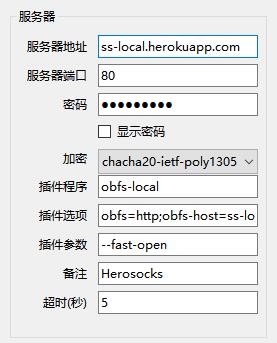 服务器
服务器地址 ss-local.herokuapp.com
服务器端口 80
密码 ●●●●●●●●●
显示密码
加密 chacha20-ietf-poly1305
插件程序 obfs-local
插件选项 obfs=http;obfs-host=ss-lo
插件参数 --fast-open
备注 Herosocks
超时(秒) 5